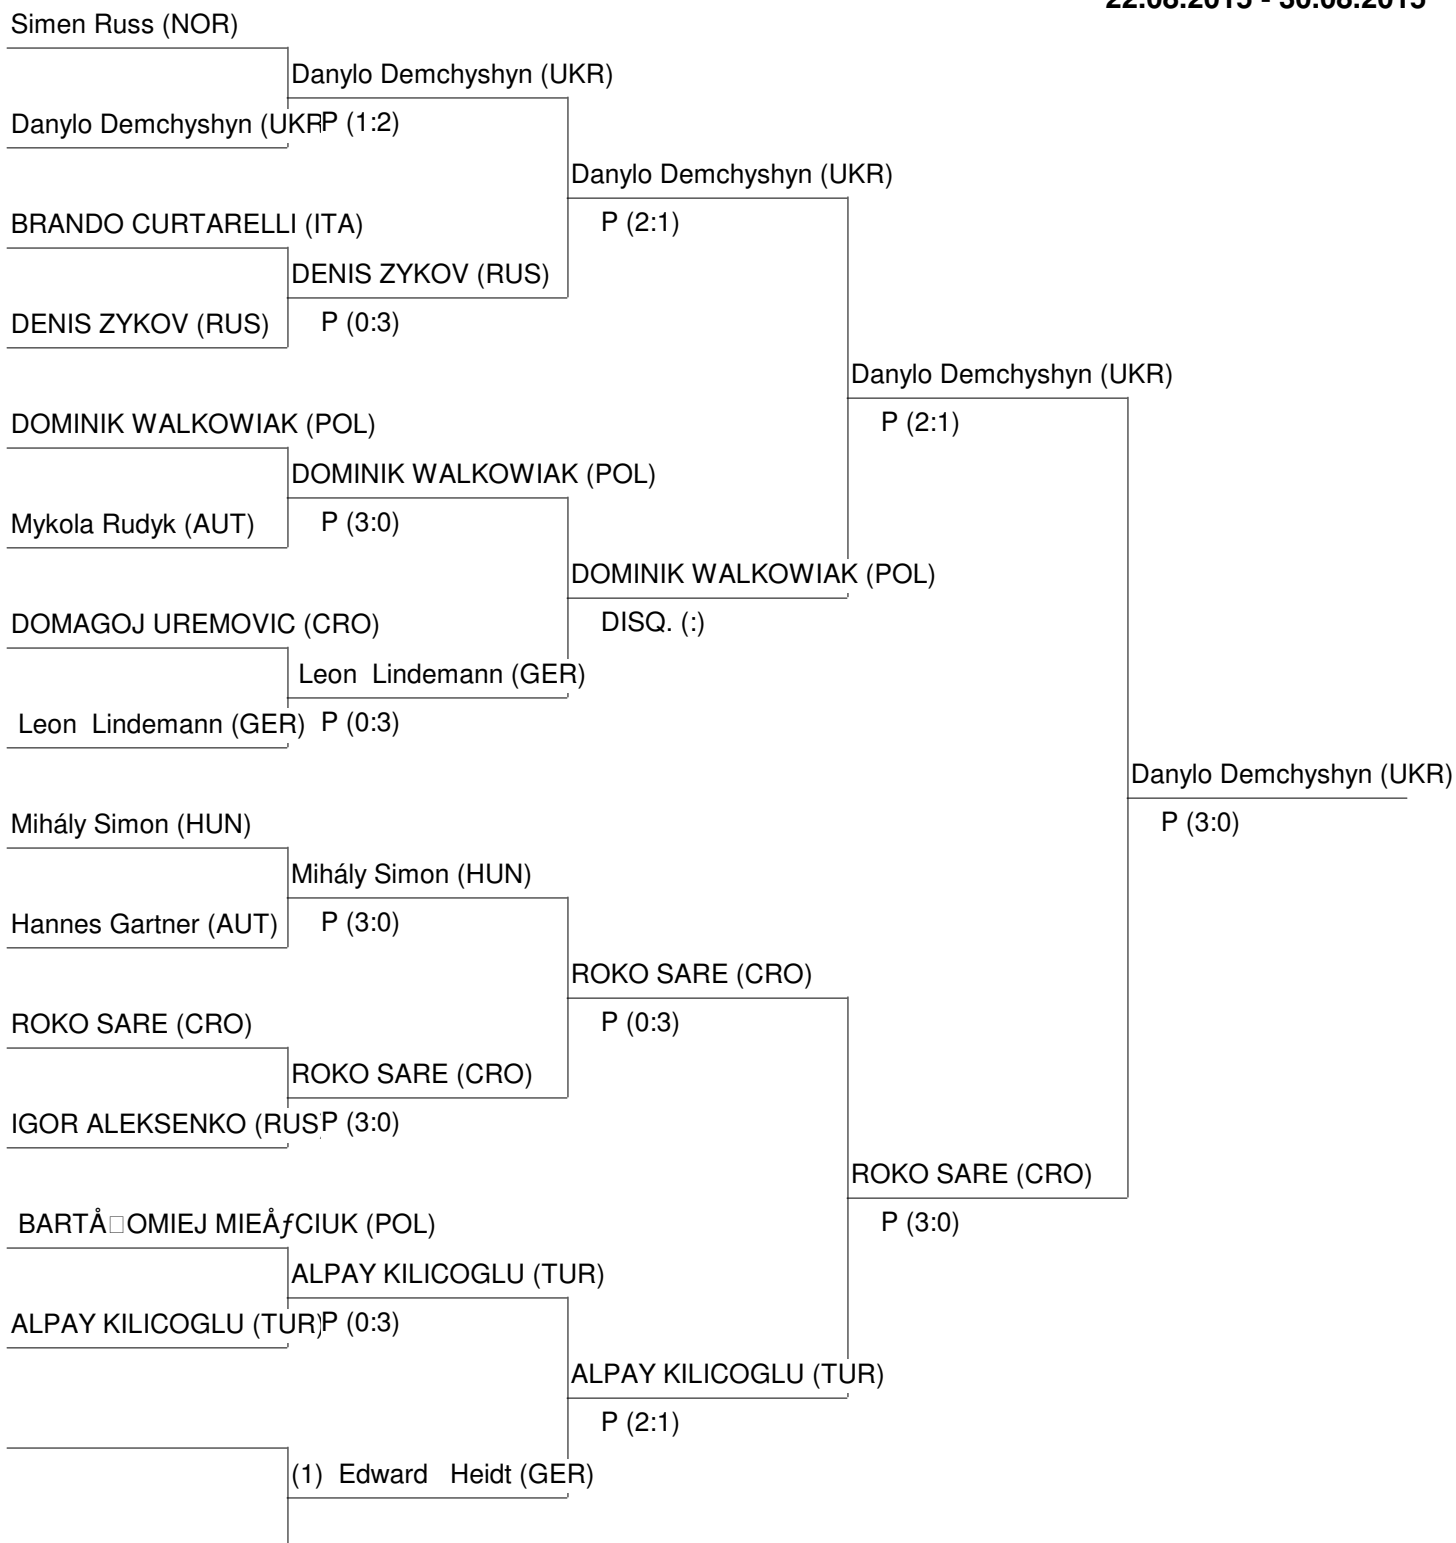 22.08.2015 - 30.08.2015
Simen Russ (NOR)
Danylo Demchyshyn (UKR)
Danylo Demchyshyn (UKR P (1:2)
Danylo Demchyshyn (UKR)
BRANDO CURTARELLI (ITA)
P (2:1)
DENIS ZYKOV (RUS)
DENIS ZYKOV (RUS) P (0:3)
Danylo Demchyshyn (UKR)
DOMINIK WALKOWIAK (POL)
P (2:1)
DOMINIK WALKOWIAK (POL)
Mykola Rudyk (AUT) P (3:0)
DOMINIK WALKOWIAK (POL)
DOMAGOJ UREMOVIC (CRO)
DISQ. (:)
Leon Lindemann (GER)
Leon Lindemann (GER) P (0:3)
Danylo Demchyshyn (UKR)
Mihály Simon (HUN)
P (3:0)
Mihály Simon (HUN)
Hannes Gartner (AUT) P (3:0)
ROKO SARE (CRO)
ROKO SARE (CRO)
P (0:3)
ROKO SARE (CRO)
IGOR ALEKSENKO (RUS P (3:0)
ROKO SARE (CRO)
BARTÅ□OMIEJ MIEÅƒCIUK (POL)
P (3:0)
ALPAY KILICOGLU (TUR)
ALPAY KILICOGLU (TUR) P (0:3)
ALPAY KILICOGLU (TUR)
P (2:1)
(1) Edward Heidt (GER)